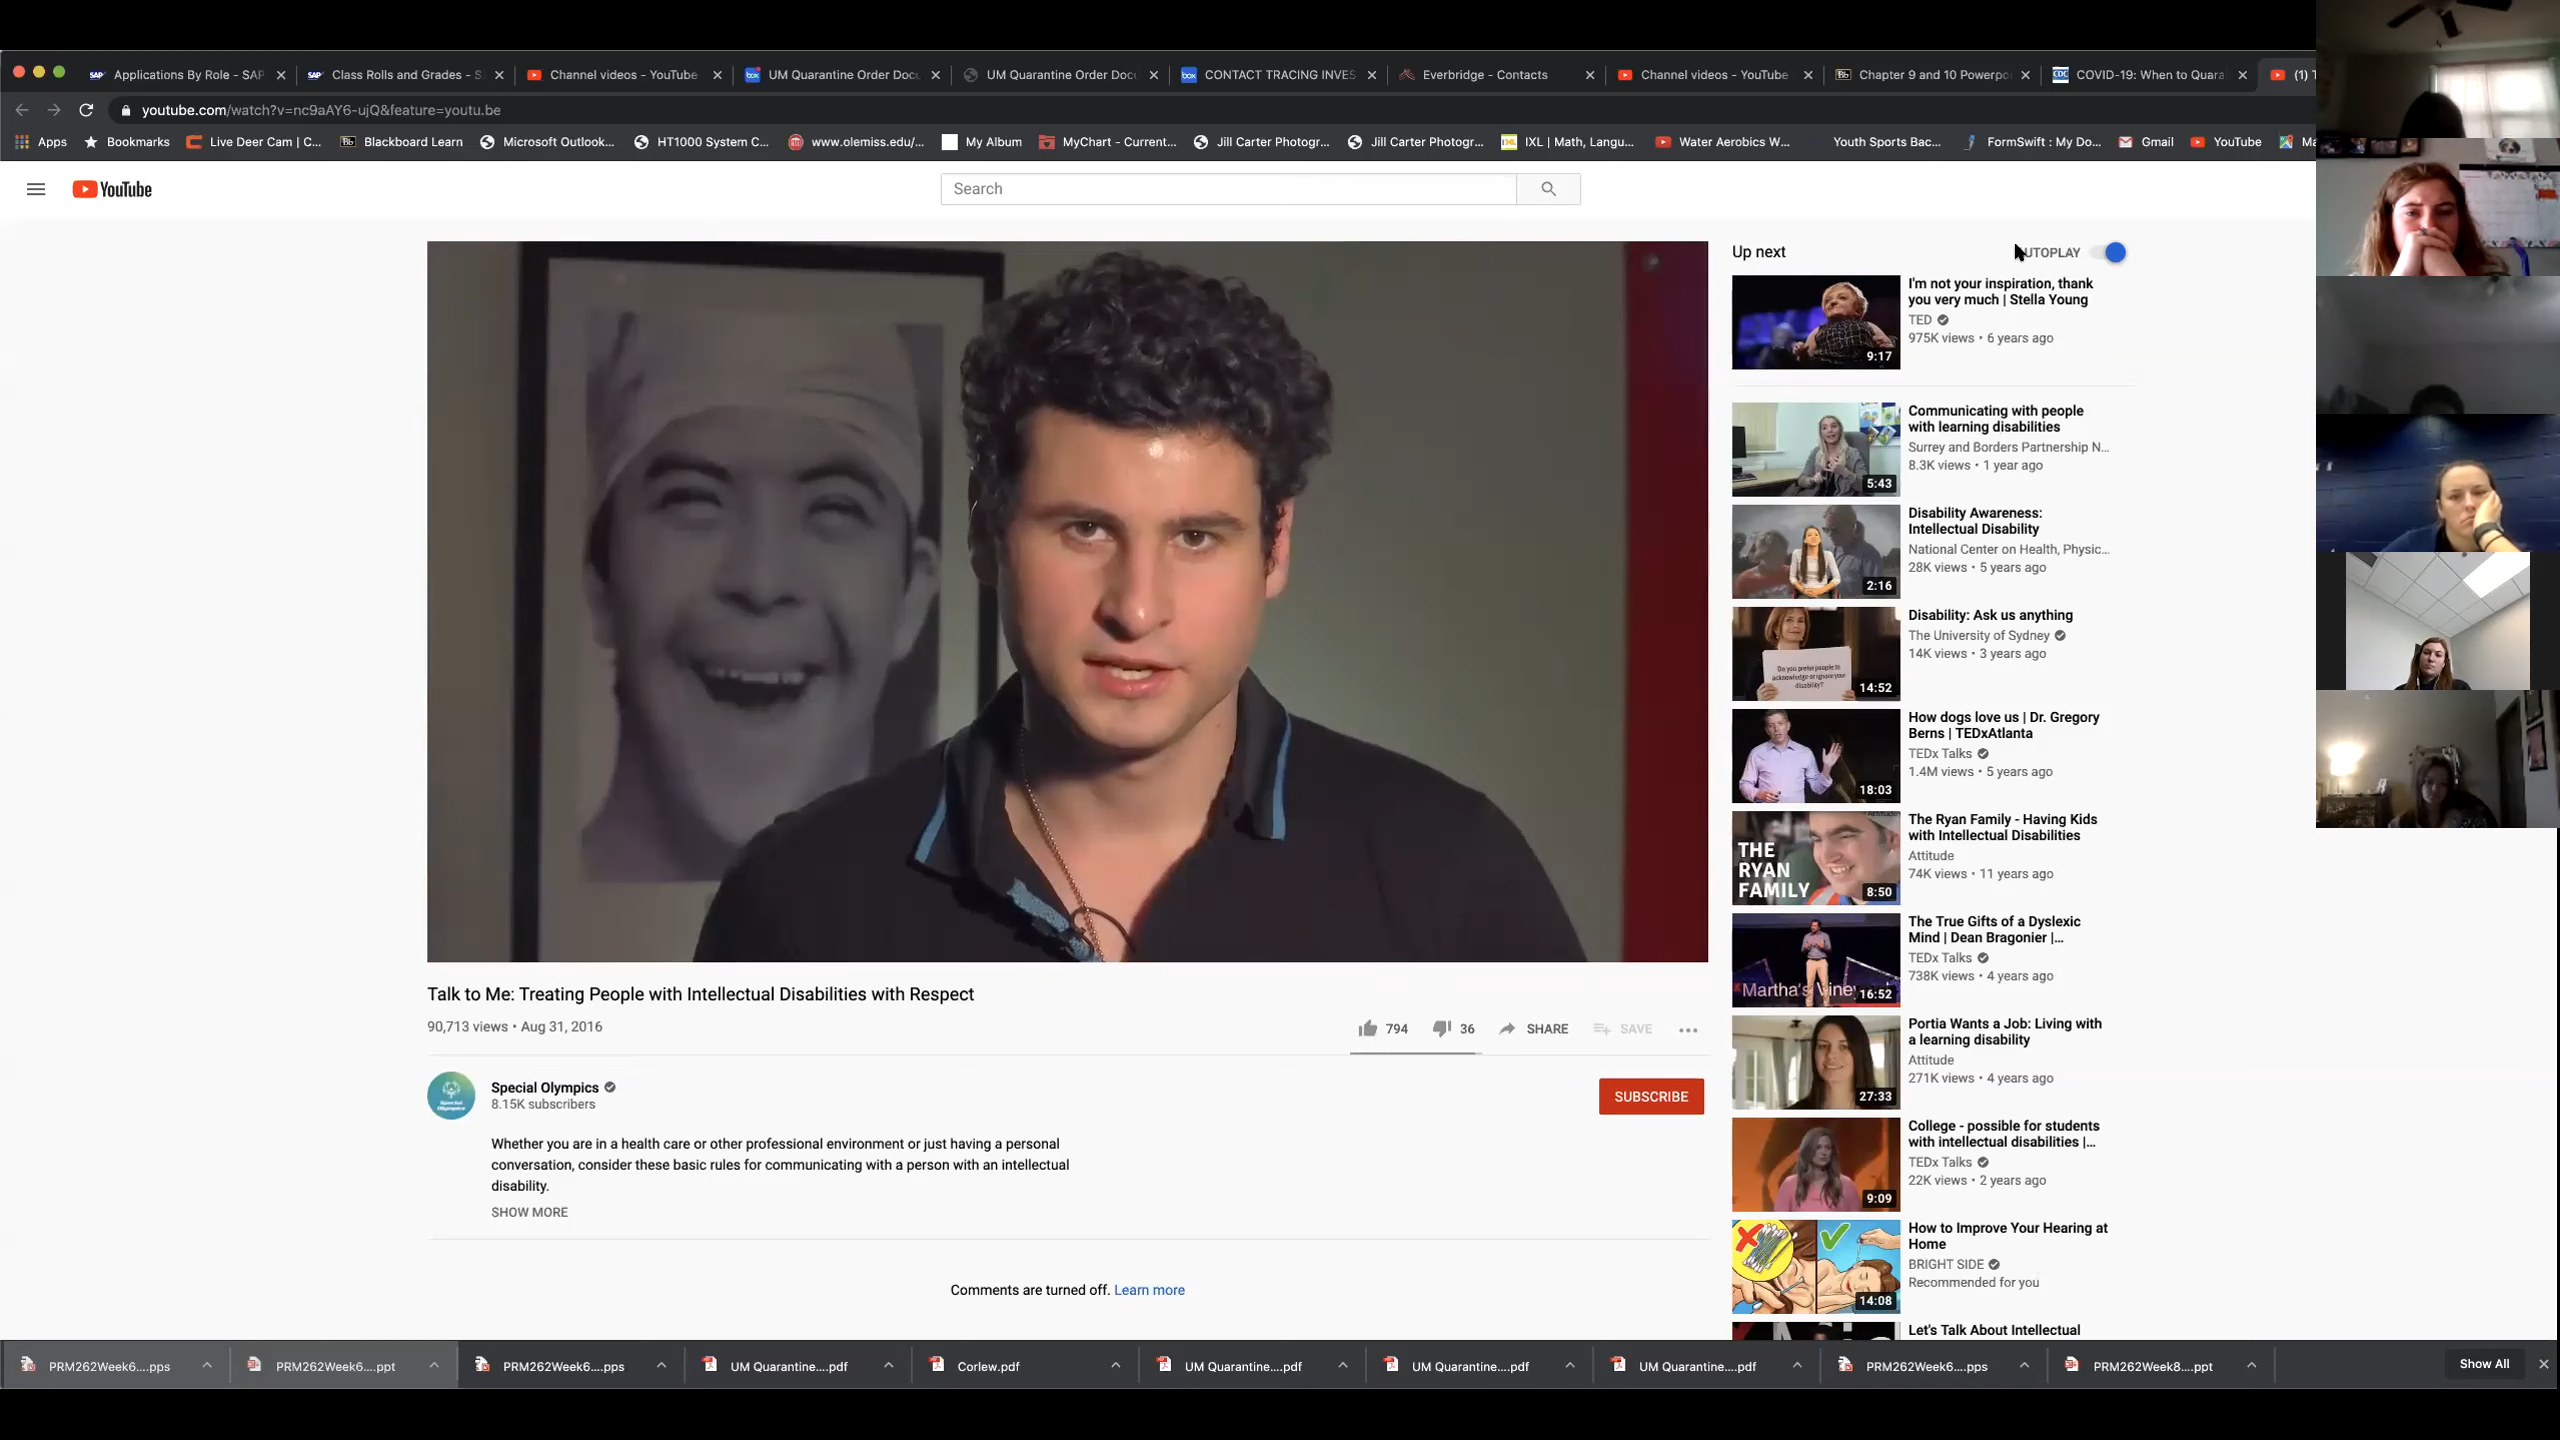 Applications By Role - SAP
Class Rolls and Grades - S
Channel videos - YouTube
UM Quarantine Order Docu
UM Quarantine Order Doc
CONTACT TRACING INVES
Everbridge - Contacts
Channel videos - YouTube
Chapter 9 and 10 Powerpo
COVID-19: When to Quara
(1) T
youtube.com/watch?v=nc9aAY6-ujQ&feature=youtu.be
Apps
Bookmarks
Live Deer Cam | C...
Blackboard Learn
Microsoft Outlook...
HT1000 System C...
www.olemiss.edu/...
My Album
MyChart - Current...
Jill Carter Photogr...
Jill Carter Photogr...
IXL | Math, Langu...
Water Aerobics W...
Youth Sports Bac...
FormSwift : My Do...
Gmail
YouTube
Ma
YouTube
Search
Talk to Me: Treating People with Intellectual Disabilities with Respect
90,713 views • Aug 31, 2016
794
36
SHARE
SAVE
Special Olympics
8.15K subscribers
SUBSCRIBE
Whether you are in a health care or other professional environment or just having a personal
conversation, consider these basic rules for communicating with a person with an intellectual
disability.
SHOW MORE
Comments are turned off. Learn more
Up next
UTOPLAY
I'm not your inspiration, thank
you very much | Stella Young
TED
975K views • 6 years ago
9:17
Communicating with people
with learning disabilities
Surrey and Borders Partnership N...
8.3K views • 1 year ago
5:43
Disability Awareness:
Intellectual Disability
National Center on Health, Physic...
28K views • 5 years ago
2:16
Disability: Ask us anything
The University of Sydney
14K views • 3 years ago
Do you prefer people to
acknowledge or ignore your
disability?
14:52
How dogs love us | Dr. Gregory
Berns | TEDxAtlanta
TEDx Talks
1.4M views • 5 years ago
18:03
The Ryan Family - Having Kids
with Intellectual Disabilities
Attitude
74K views • 11 years ago
THE
RYAN
FAMILY
8:50
The True Gifts of a Dyslexic
Mind | Dean Bragonier |...
TEDx Talks
738K views • 4 years ago
Martha's Vine
16:52
Portia Wants a Job: Living with
a learning disability
Attitude
271K views • 4 years ago
27:33
College - possible for students
with intellectual disabilities |...
TEDx Talks
22K views • 2 years ago
9:09
How to Improve Your Hearing at
Home
BRIGHT SIDE
Recommended for you
14:08
Let's Talk About Intellectual
PRM262Week6....pps
PRM262Week6....ppt
PRM262Week6....pps
UM Quarantine....pdf
Corlew.pdf
UM Quarantine....pdf
UM Quarantine....pdf
UM Quarantine....pdf
PRM262Week6....pps
PRM262Week8....ppt
Show All